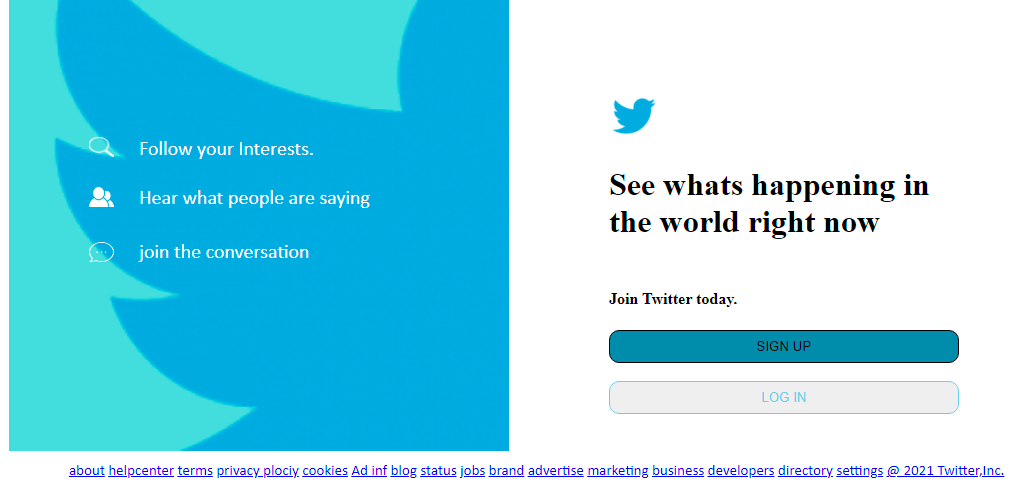 Follow your Interests.
Hear what people are saying
join the conversation
See whats happening in
the world right now
Join Twitter today.
SIGN UP
LOG IN
about helpcenter terms privacy plociy cookies Ad inf blog status jobs brand advertise marketing business developers directory settings @ 2021 Twitter,Inc.